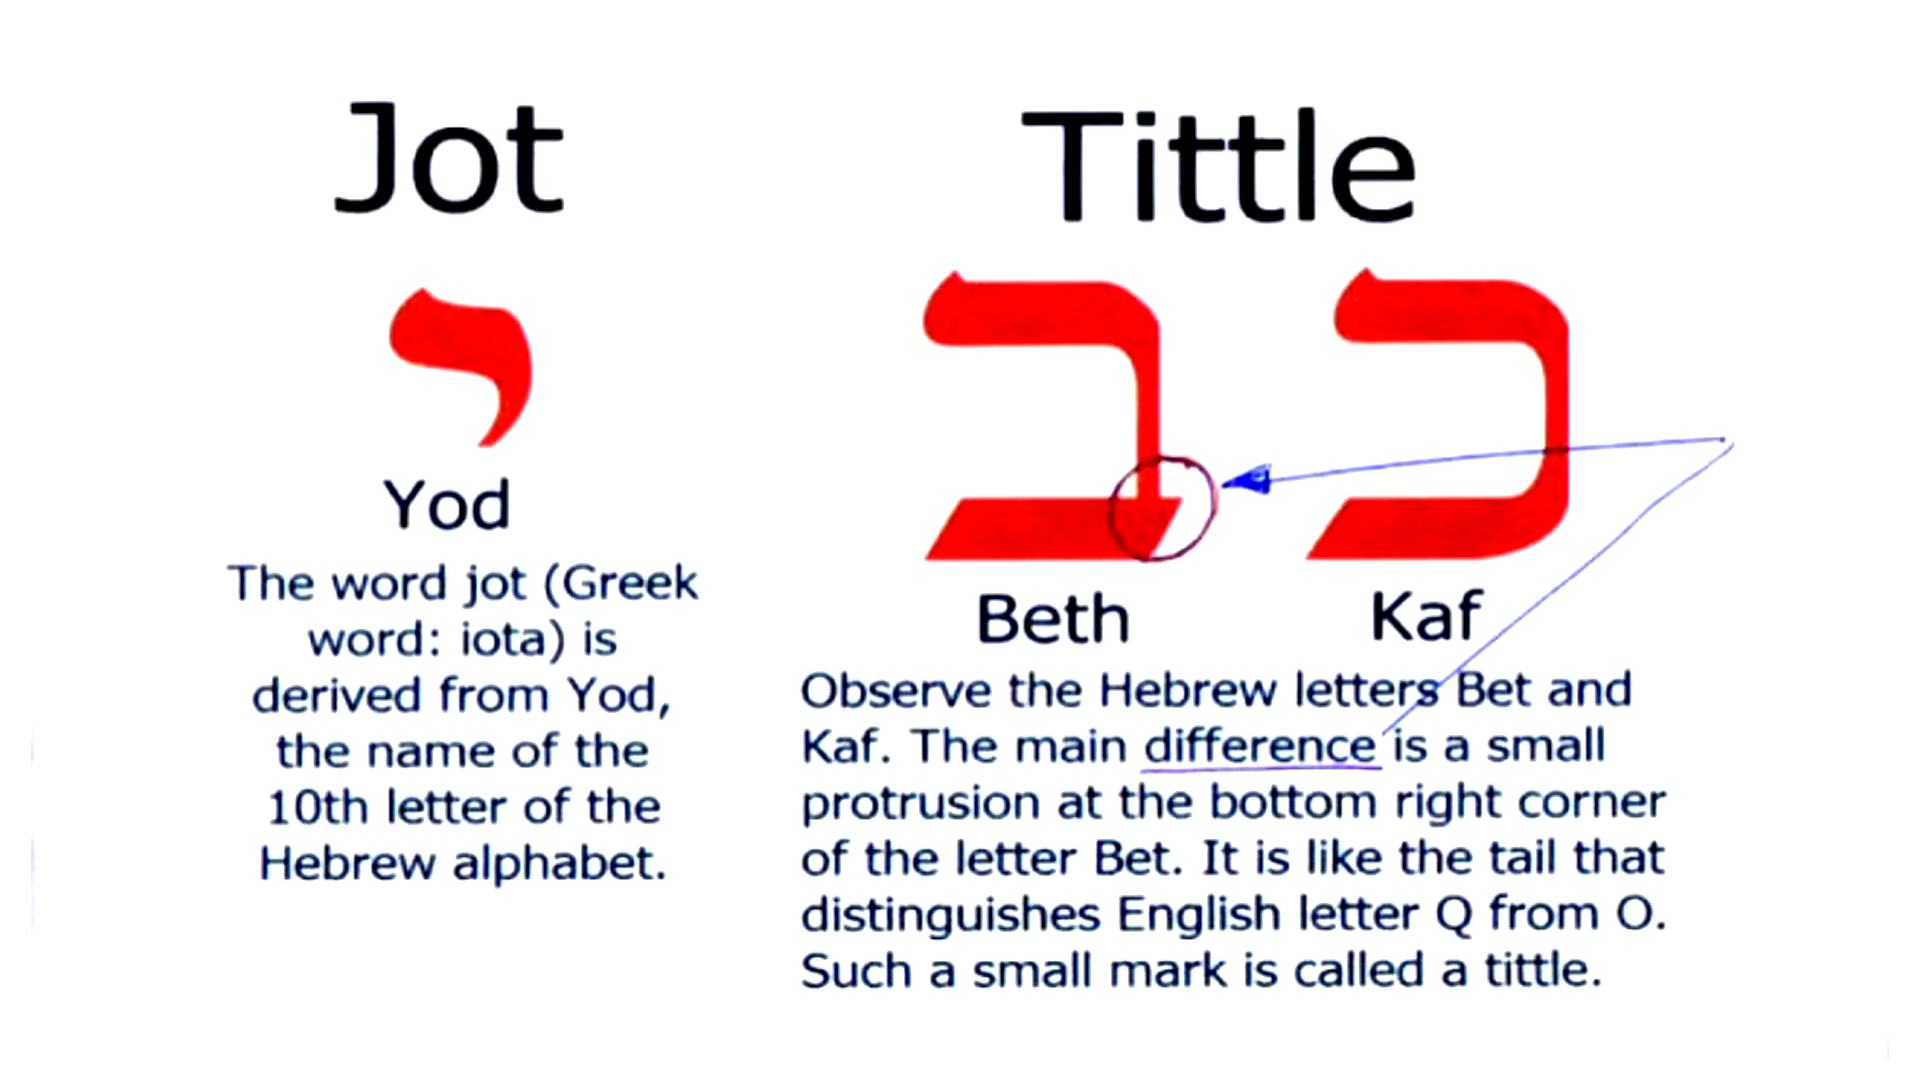 Jot
י
Yod
The word jot (Greek
word: iota) is
derived from Yod,
the name of the
10th letter of the
Hebrew alphabet.
Tittle
ב כ
Beth Kaf
Observe the Hebrew letters Bet and
Kaf. The main difference is a small
protrusion at the bottom right corner
of the letter Bet. It is like the tail that
distinguishes English letter Q from O.
Such a small mark is called a tittle.